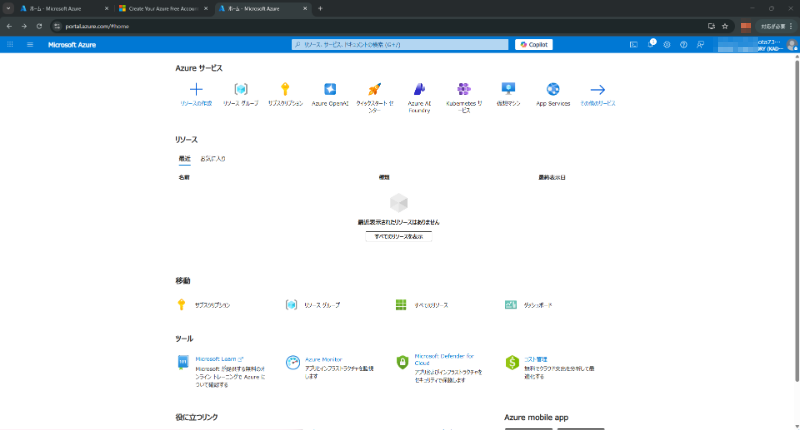 ホーム - Microsoft Azure
Create Your Azure Free Account
ホーム - Microsoft Azure
portal.azure.com/#home
Microsoft Azure
リソース、サービス、ドキュメントの検索 (G+/)
Copilot
Azure サービス
リソースの作成
リソース グループ
サブスクリプション
Azure OpenAI
クイックスタート センター
Azure AI Foundry
Kubernetes サービス
仮想マシン
App Services
その他のサービス
リソース
最近
お気に入り
名前
種類
最終表示日
最近表示されたリソースはありません
すべてのリソースを表示
移動
サブスクリプション
リソース グループ
すべてのリソース
ダッシュボード
ツール
Microsoft Learn
Microsoft が提供する無料のオンライン トレーニングで Azure について確認する
Azure Monitor
アプリとインフラストラクチャを監視します
Microsoft Defender for Cloud
アプリおよびインフラストラクチャをセキュリティで保護します
コスト管理
無料でクラウド支出を分析して最適化する
役に立つリンク
Azure mobile app